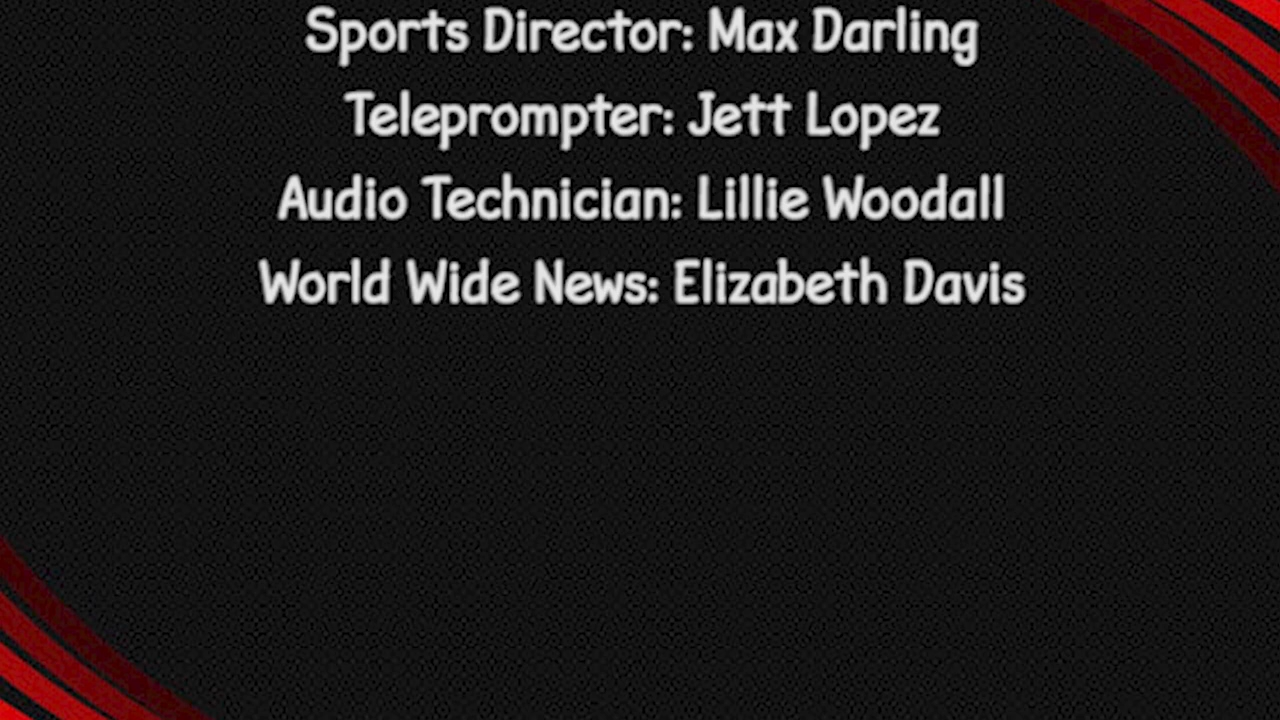 Sports Director: Max Darling
Teleprompter: Jett Lopez
Audio Technician: Lillie Woodall
World Wide News: Elizabeth Davis